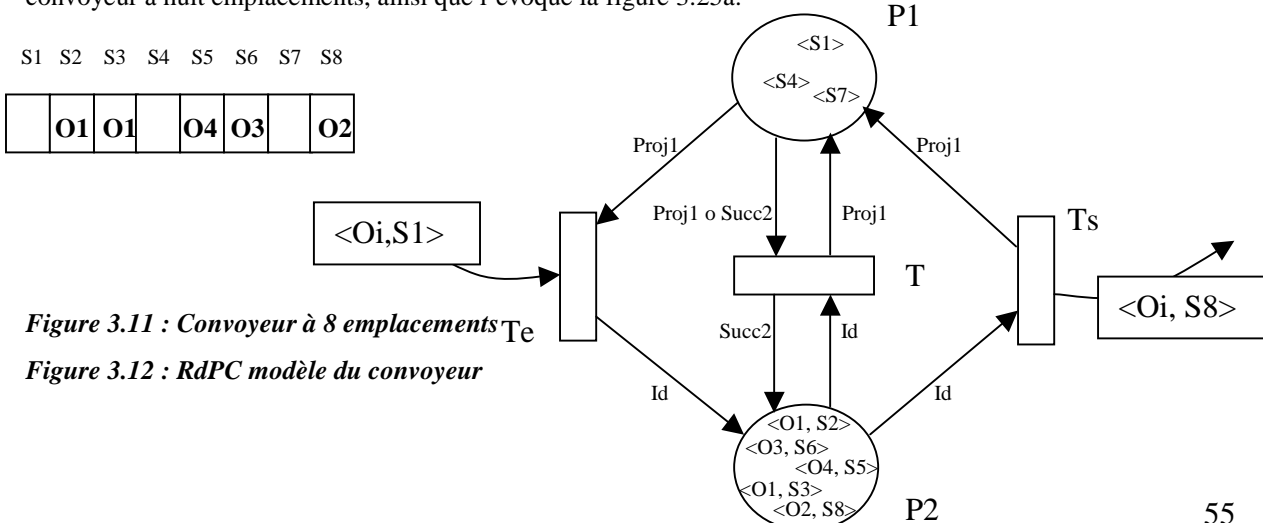 convoyeur à huit emplacements, ainsi que l'évoque la figure 3.25a.
P1
S1 S2 S3 S4 S5 S6 S7 S8
O1 O1 O4 O3 O2
<S1>
<S4>
<S7>
Proj1
Proj1
Proj1 o Succ2
Proj1
<Oi,S1>
Ts
T
<Oi, S8>
Figure 3.11 : Convoyeur à 8 emplacements
Te
Succ2
Id
Figure 3.12 : RdPC modèle du convoyeur
Id
Id
<O1, S2>
<O3, S6>
<O4, S5>
<O1, S3>
<O2, S8>
P2
55